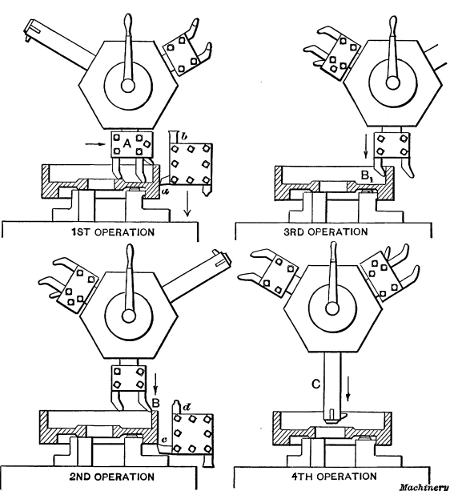 b
A
a
1ST OPERATION
B1
3RD OPERATION
B
d
c
2ND OPERATION
C
4TH OPERATION
Machinery